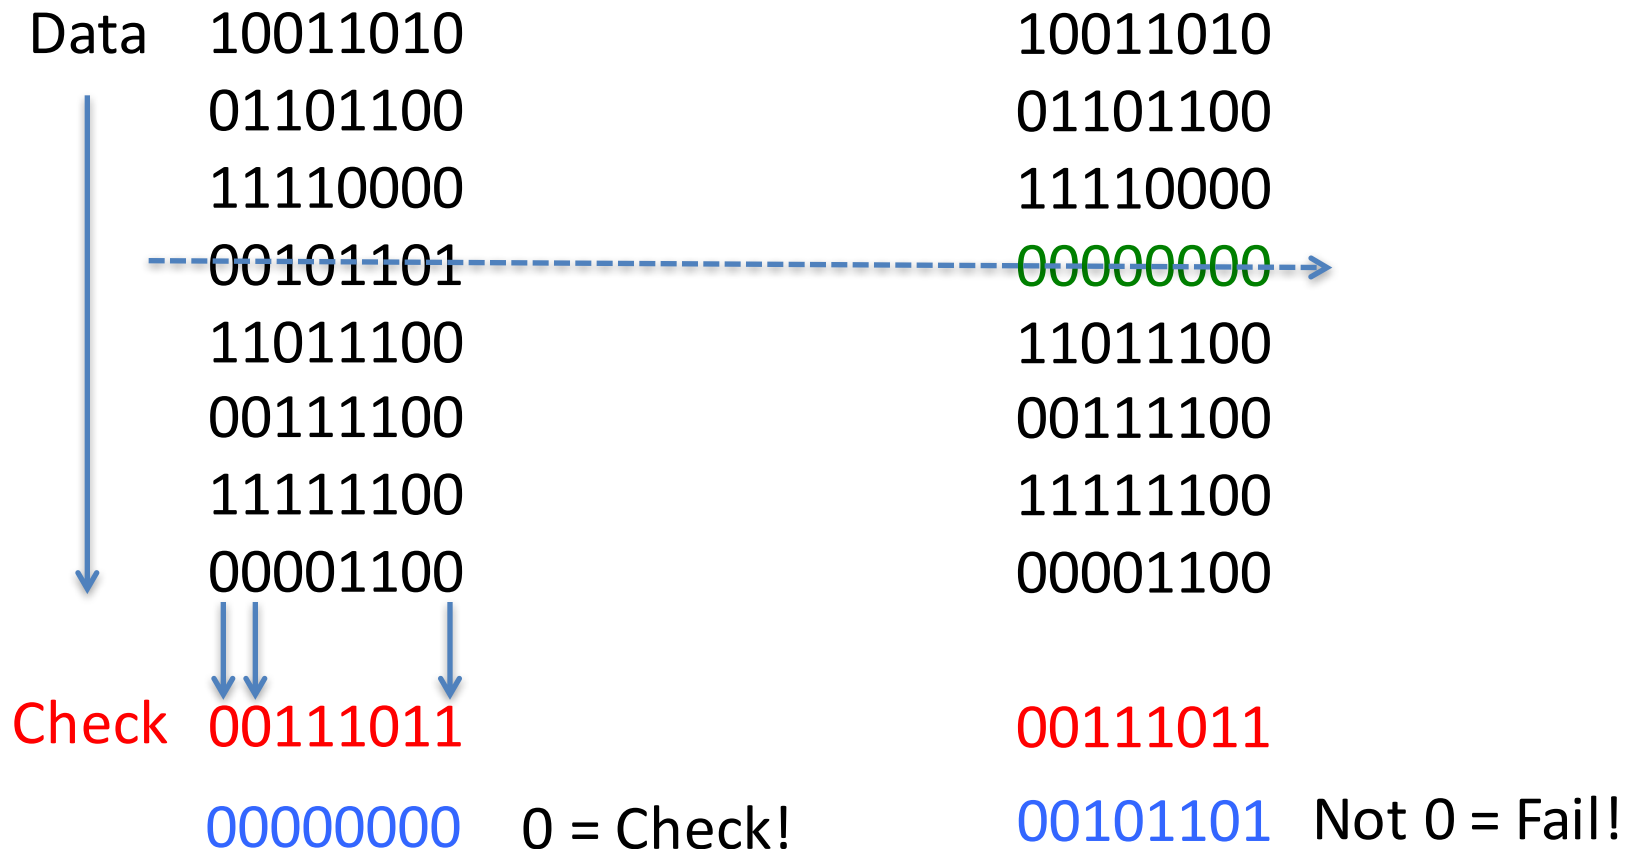 Data 10011010 10011010
01101100 01101100
11110000 11110000
00101101 00000000
11011100 11011100
00111100 00111100
11111100 11111100
00001100 00001100
Check 00111011 00111011
00000000 0 = Check! 00101101 Not 0 = Fail!